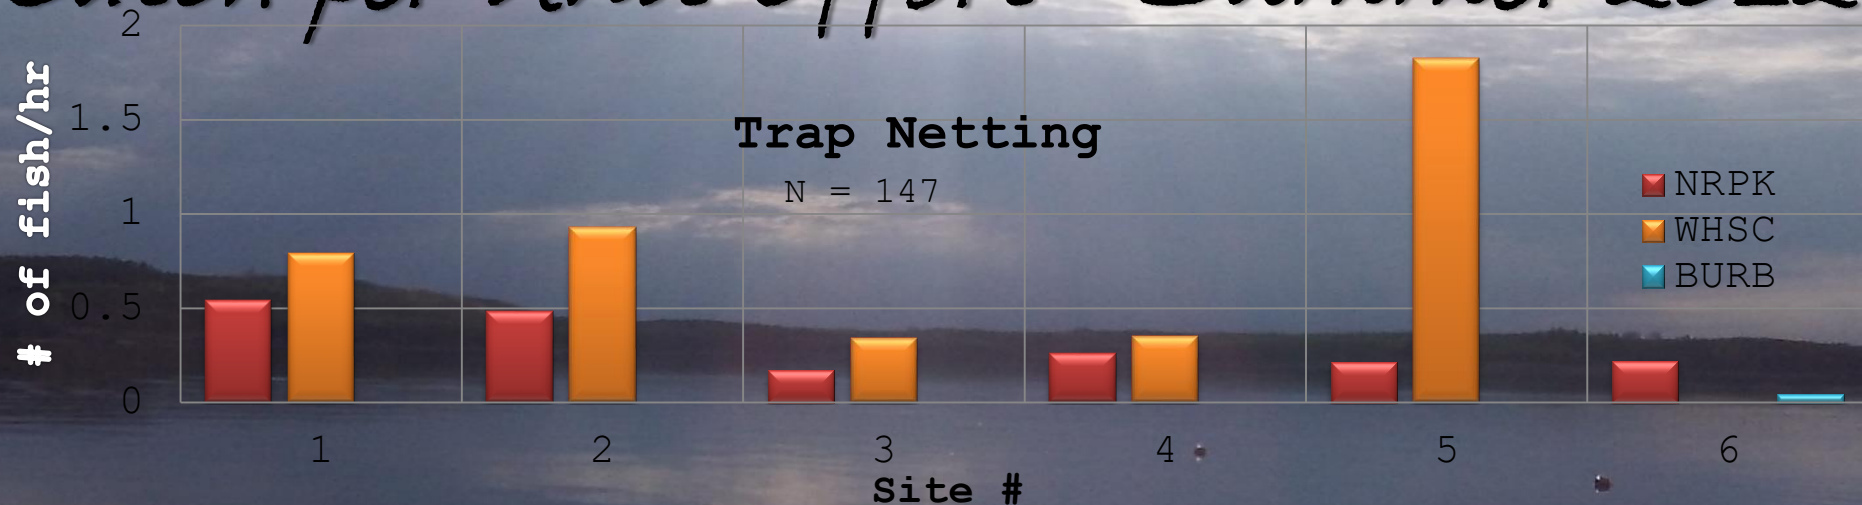 2
1.5
1
0.5
0
# of fish/hr
Trap Netting
N = 147
NRPK
WHSC
BURB
1 2 3 4 5 6
Site #